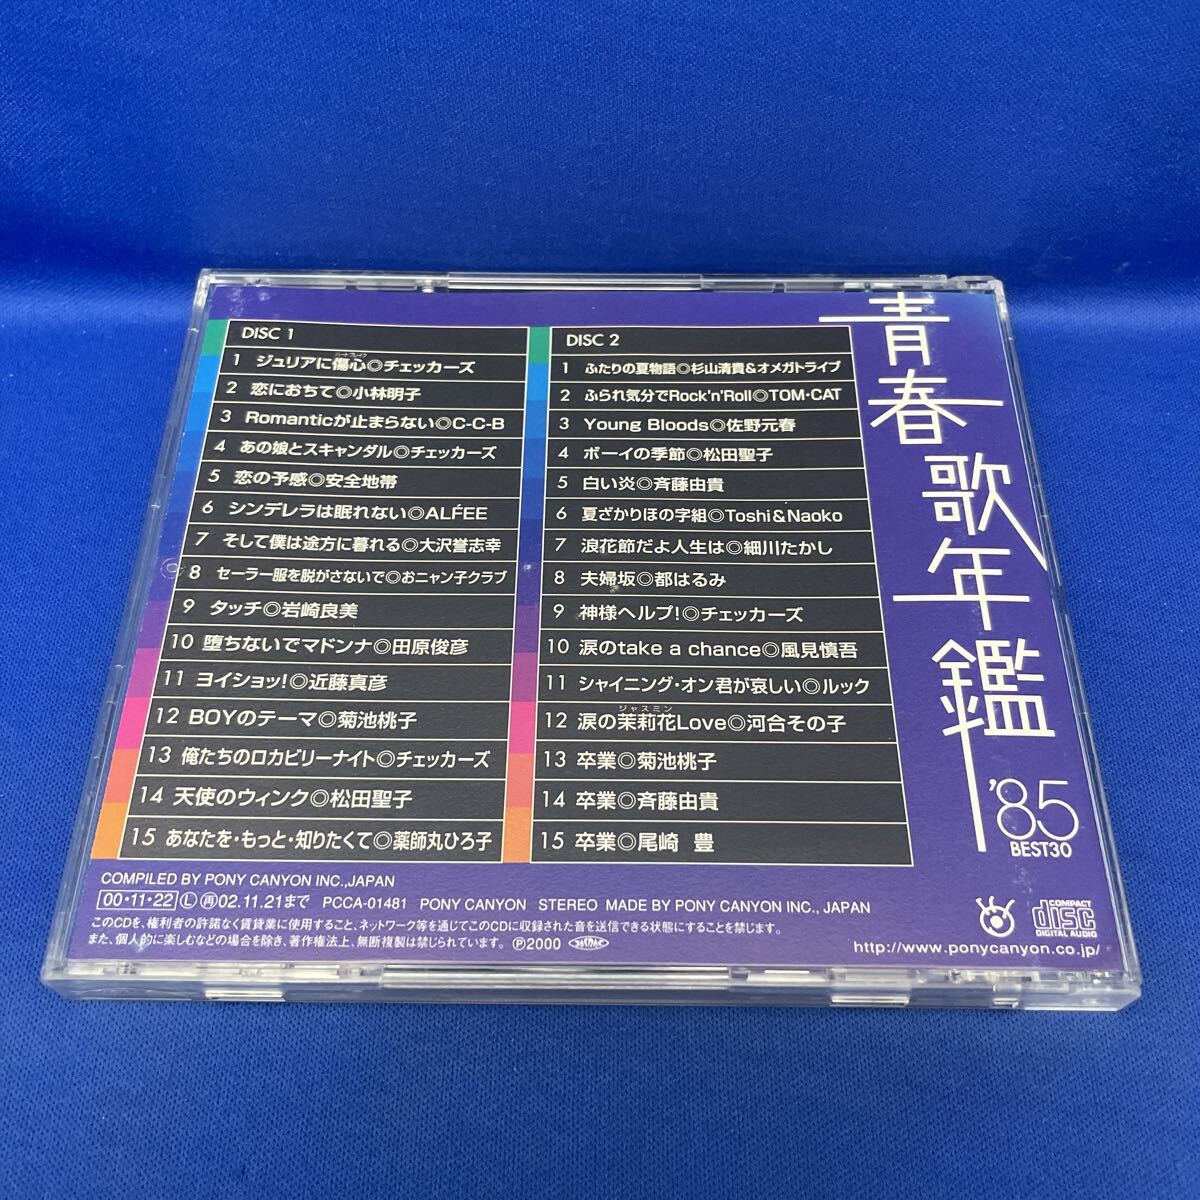 DISC 1
ハートブレイク
1 ジュリアに傷心◎チェッカーズ
2 恋におちて◎小林明子
3 Romanticが止まらない◎C-C-B
4 あの娘とスキャンダル◎チェッカーズ
5 恋の予感◎安全地帯
6 シンデレラは眠れない◎ALFEE
7 そして僕は途方に暮れる◎大沢誉志幸
8 セーラー服を脱がさないで◎おニャン子クラブ
9 タッチ◎岩崎良美
10 堕ちないでマドンナ◎田原俊彦
11 ヨイショッ!◎近藤真彦
12 BOYのテーマ◎菊池桃子
13 俺たちのロカビリーナイト◎チェッカーズ
14 天使のウィンク◎松田聖子
15 あなたを・もっと・知りたくて◎薬師丸ひろ子
DISC 2
1 ふたりの夏物語◎杉山清貴&オメガトライブ
2 ふられ気分でRock'n'Roll◎TOM・CAT
3 Young Bloods◎佐野元春
4 ボーイの季節◎松田聖子
5 白い炎◎斉藤由貴
6 夏ざかりほの字組◎Toshi&Naoko
7 浪花節だよ人生は◎細川たかし
8 夫婦坂◎都はるみ
9 神様ヘルプ!◎チェッカーズ
10 涙のtake a chance◎風見慎吾
11 シャイニング・オン君が哀しい◎ルック
ジャスミン
12 涙の茉莉花Love◎河合その子
13 卒業◎菊池桃子
14 卒業◎斉藤由貴
15 卒業◎尾崎 豊
青春歌年鑑
'85
BEST30
COMPILED BY PONY CANYON INC.,JAPAN
00・11・22 Ⓛ ㊡02.11.21まで PCCA-01481 PONY CANYON STEREO MADE BY PONY CANYON INC., JAPAN
このCDを、権利者の許諾なく賃貸業に使用すること、ネットワーク等を通じてこのCDに収録された音を送信できる状態にすることを禁じます。
また、個人的に楽しむなどの場合を除き、著作権法上、無断複製は禁じられています。 Ⓟ2000
COMPACT
disc
DIGITAL AUDIO
http://www.ponycanyon.co.jp/